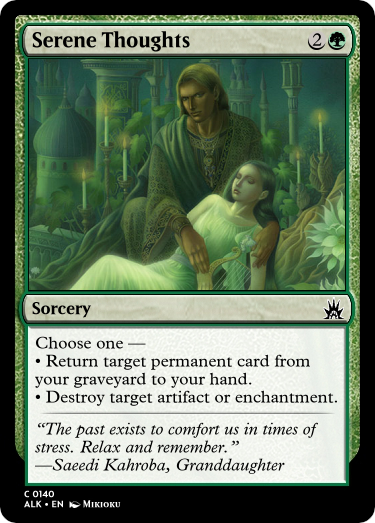 Serene Thoughts 2
Sorcery
Choose one —
• Return target permanent card from
your graveyard to your hand.
• Destroy target artifact or enchantment.
“The past exists to comfort us in times of
stress. Relax and remember.”
—Saeedi Kahroba, Granddaughter
C 0140
ALK • EN Mikioku